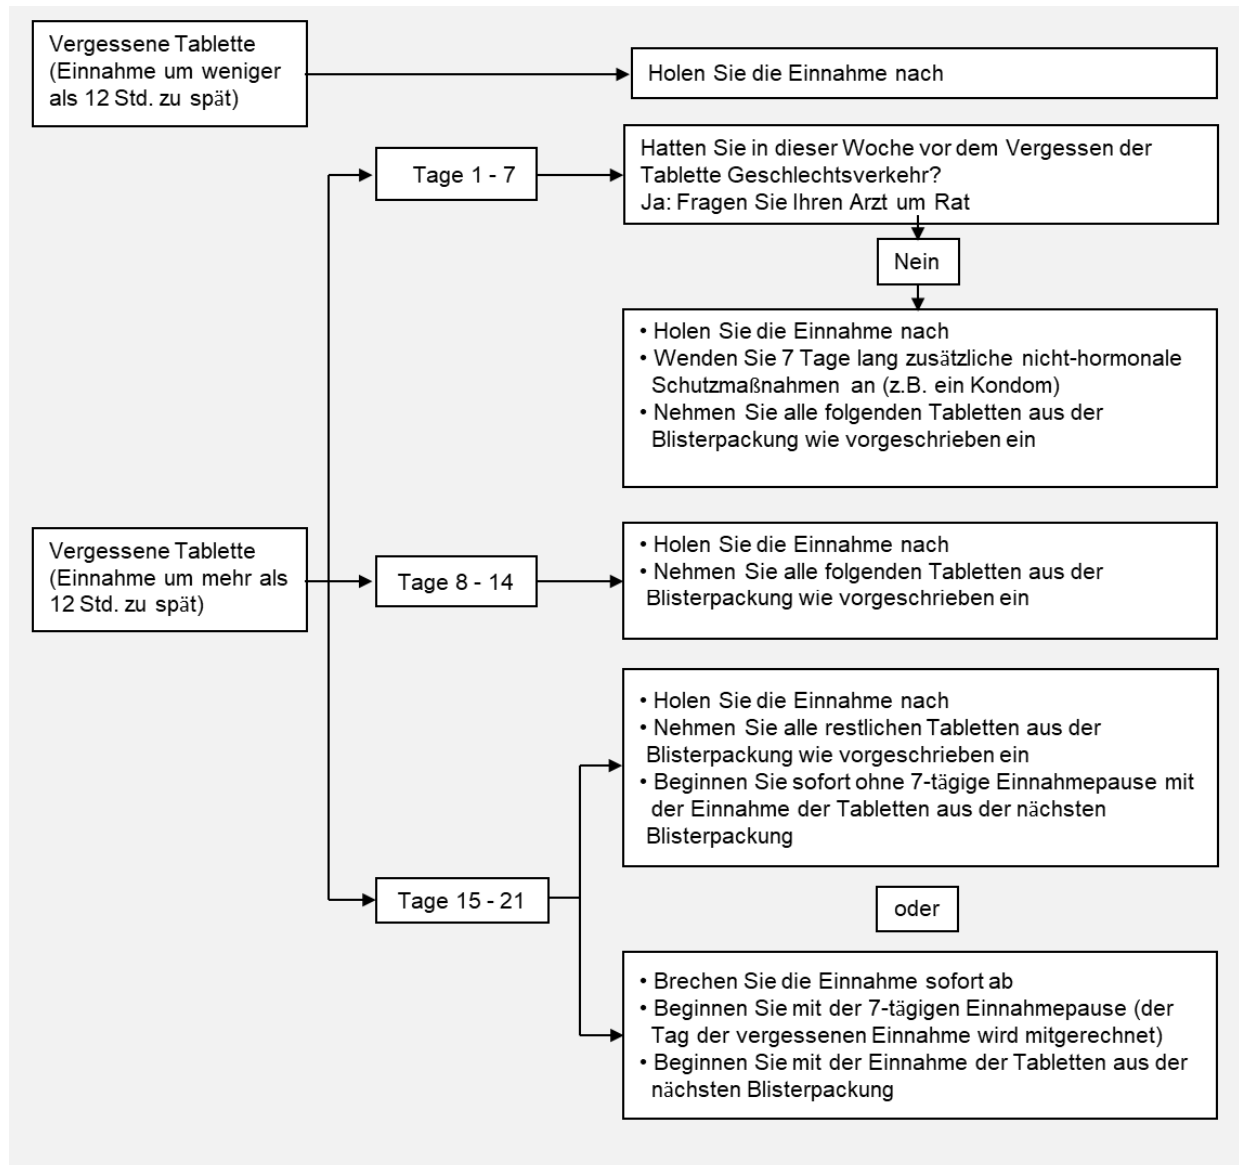 Vergessene Tablette
(Einnahme um weniger
als 12 Std. zu spät)
Holen Sie die Einnahme nach
Tage 1 - 7
Hatten Sie in dieser Woche vor dem Vergessen der
Tablette Geschlechtsverkehr?
Ja: Fragen Sie Ihren Arzt um Rat
Nein
• Holen Sie die Einnahme nach
• Wenden Sie 7 Tage lang zusätzliche nicht-hormonale
Schutzmaßnahmen an (z.B. ein Kondom)
• Nehmen Sie alle folgenden Tabletten aus der
Blisterpackung wie vorgeschrieben ein
Vergessene Tablette
(Einnahme um mehr als
12 Std. zu spät)
Tage 8 - 14
• Holen Sie die Einnahme nach
• Nehmen Sie alle folgenden Tabletten aus der
Blisterpackung wie vorgeschrieben ein
Tage 15 - 21
• Holen Sie die Einnahme nach
• Nehmen Sie alle restlichen Tabletten aus der
Blisterpackung wie vorgeschrieben ein
• Beginnen Sie sofort ohne 7-tägige Einnahmepause mit
der Einnahme der Tabletten aus der nächsten
Blisterpackung
oder
• Brechen Sie die Einnahme sofort ab
• Beginnen Sie mit der 7-tägigen Einnahmepause (der
Tag der vergessenen Einnahme wird mitgerechnet)
• Beginnen Sie mit der Einnahme der Tabletten aus der
nächsten Blisterpackung